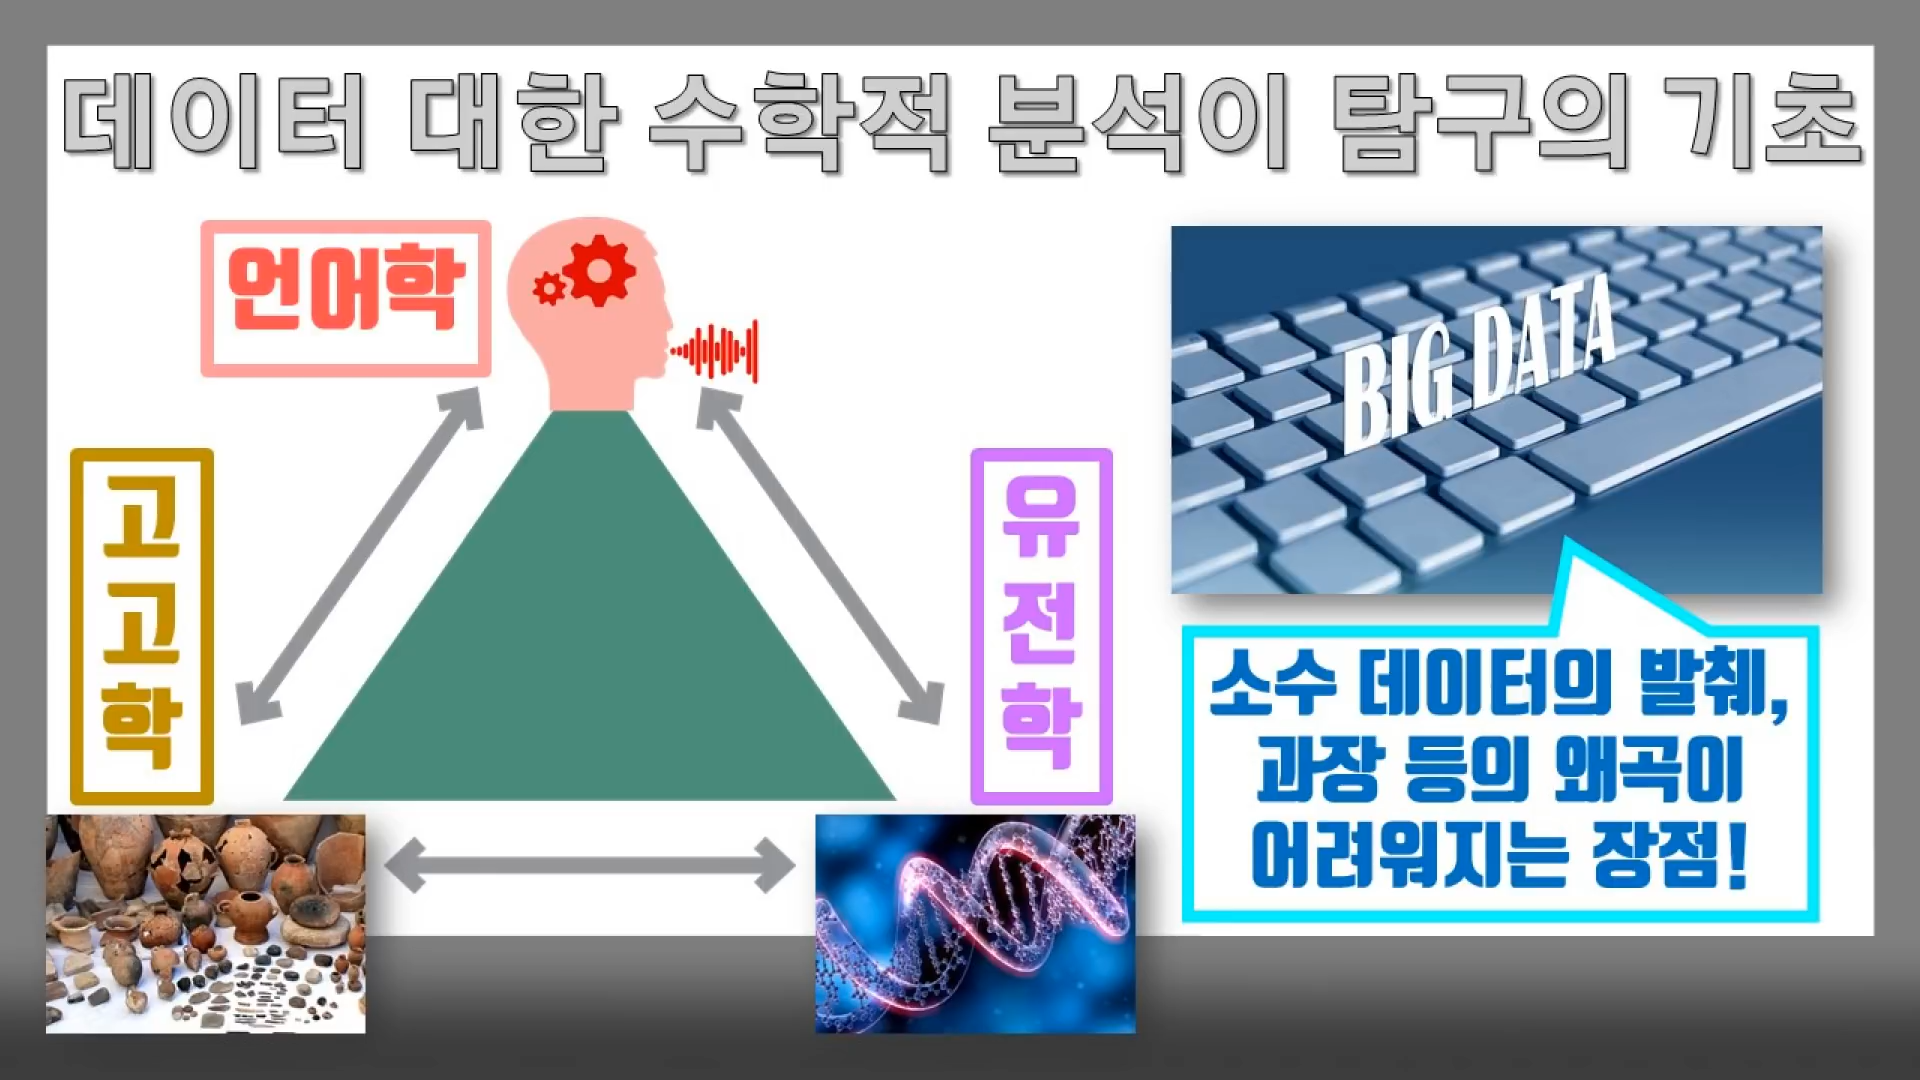 데이터 대한 수학적 분석이 탐구의 기초
언어학
고고학
유전학
BIG DATA
소수 데이터의 발췌,
과장 등의 왜곡이
어려워지는 장점!